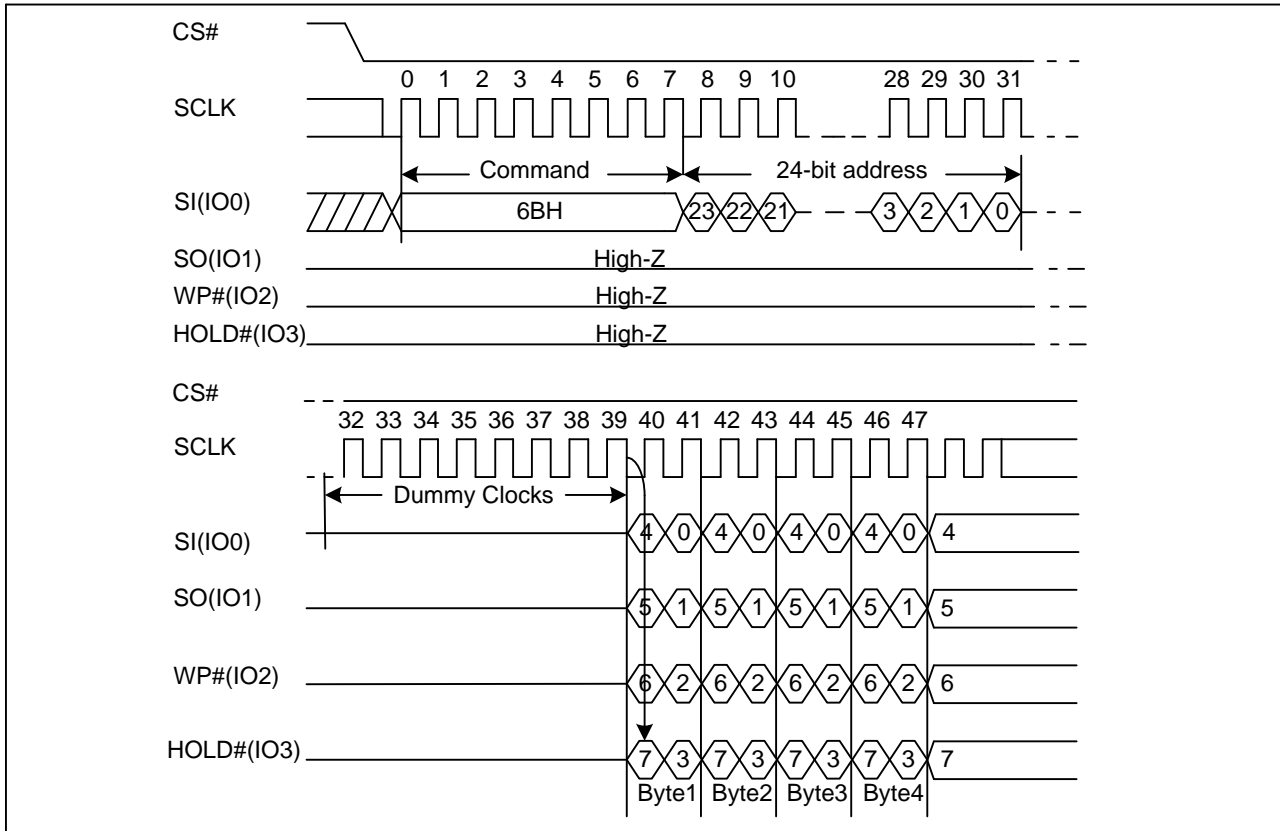 CS#
0 1 2 3 4 5 6 7 8 9 10 28 29 30 31
SCLK
Command 24-bit address
SI(IO0) 6BH 23 22 21 3 2 1 0
SO(IO1) High-Z
WP#(IO2) High-Z
HOLD#(IO3) High-Z
CS#
32 33 34 35 36 37 38 39 40 41 42 43 44 45 46 47
SCLK
Dummy Clocks
SI(IO0) 4 0 4 0 4 0 4 0 4
SO(IO1) 5 1 5 1 5 1 5 1 5
WP#(IO2) 6 2 6 2 6 2 6 2 6
HOLD#(IO3) 7 3 7 3 7 3 7 3 7
Byte1 Byte2 Byte3 Byte4